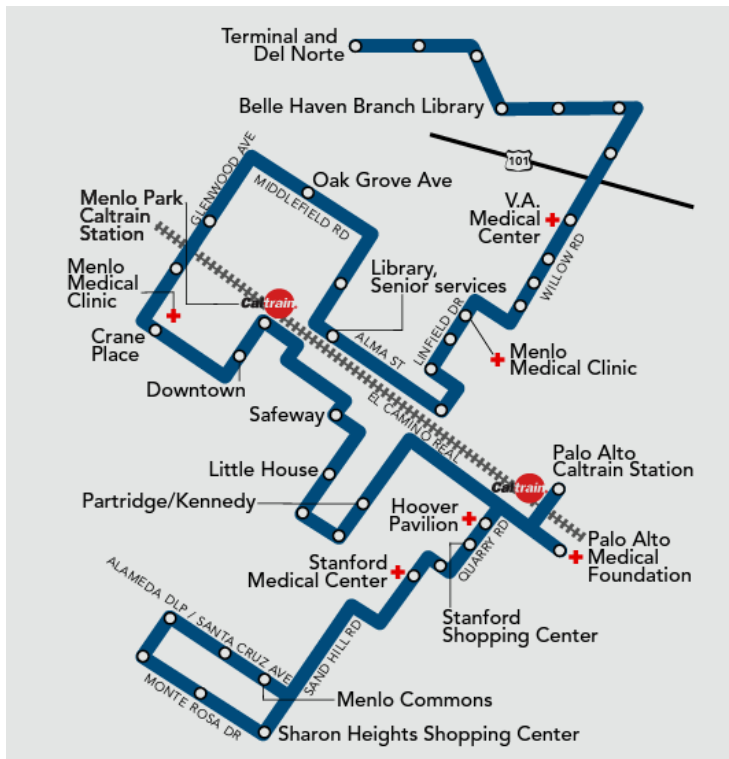 Terminal and
Del Norte
Belle Haven Branch Library
101
GLENWOOD AVE
MIDDLEFIELD RD
Oak Grove Ave
Menlo Park
Caltrain
Station
V.A.
Medical
Center
WILLOW RD
Menlo
Medical
Clinic
Library,
Senior services
Caltrain
Crane
Place
ALMA ST
LINFIELD DR
Menlo
Medical Clinic
Downtown
EL CAMINO REAL
Safeway
Palo Alto
Caltrain Station
Little House
Caltrain
Partridge/Kennedy
Hoover
Pavilion
QUARRY RD
Palo Alto
Medical
Foundation
Stanford
Medical Center
ALAMEDA DLP / SANTA CRUZ AVE
SAND HILL RD
Stanford
Shopping Center
MONTE ROSA DR
Menlo Commons
Sharon Heights Shopping Center